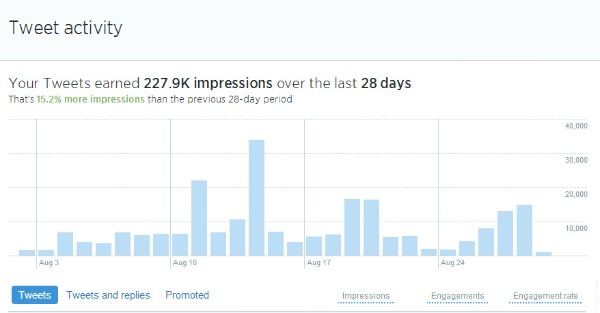 Tweet activity
Your Tweets earned 227.9K impressions over the last 28 days
That's 15.2% more impressions than the previous 28-day period
40,000
30,000
20,000
10,000
Aug 3 Aug 10 Aug 17 Aug 24
Tweets Tweets and replies Promoted Impressions Engagements Engagement rate